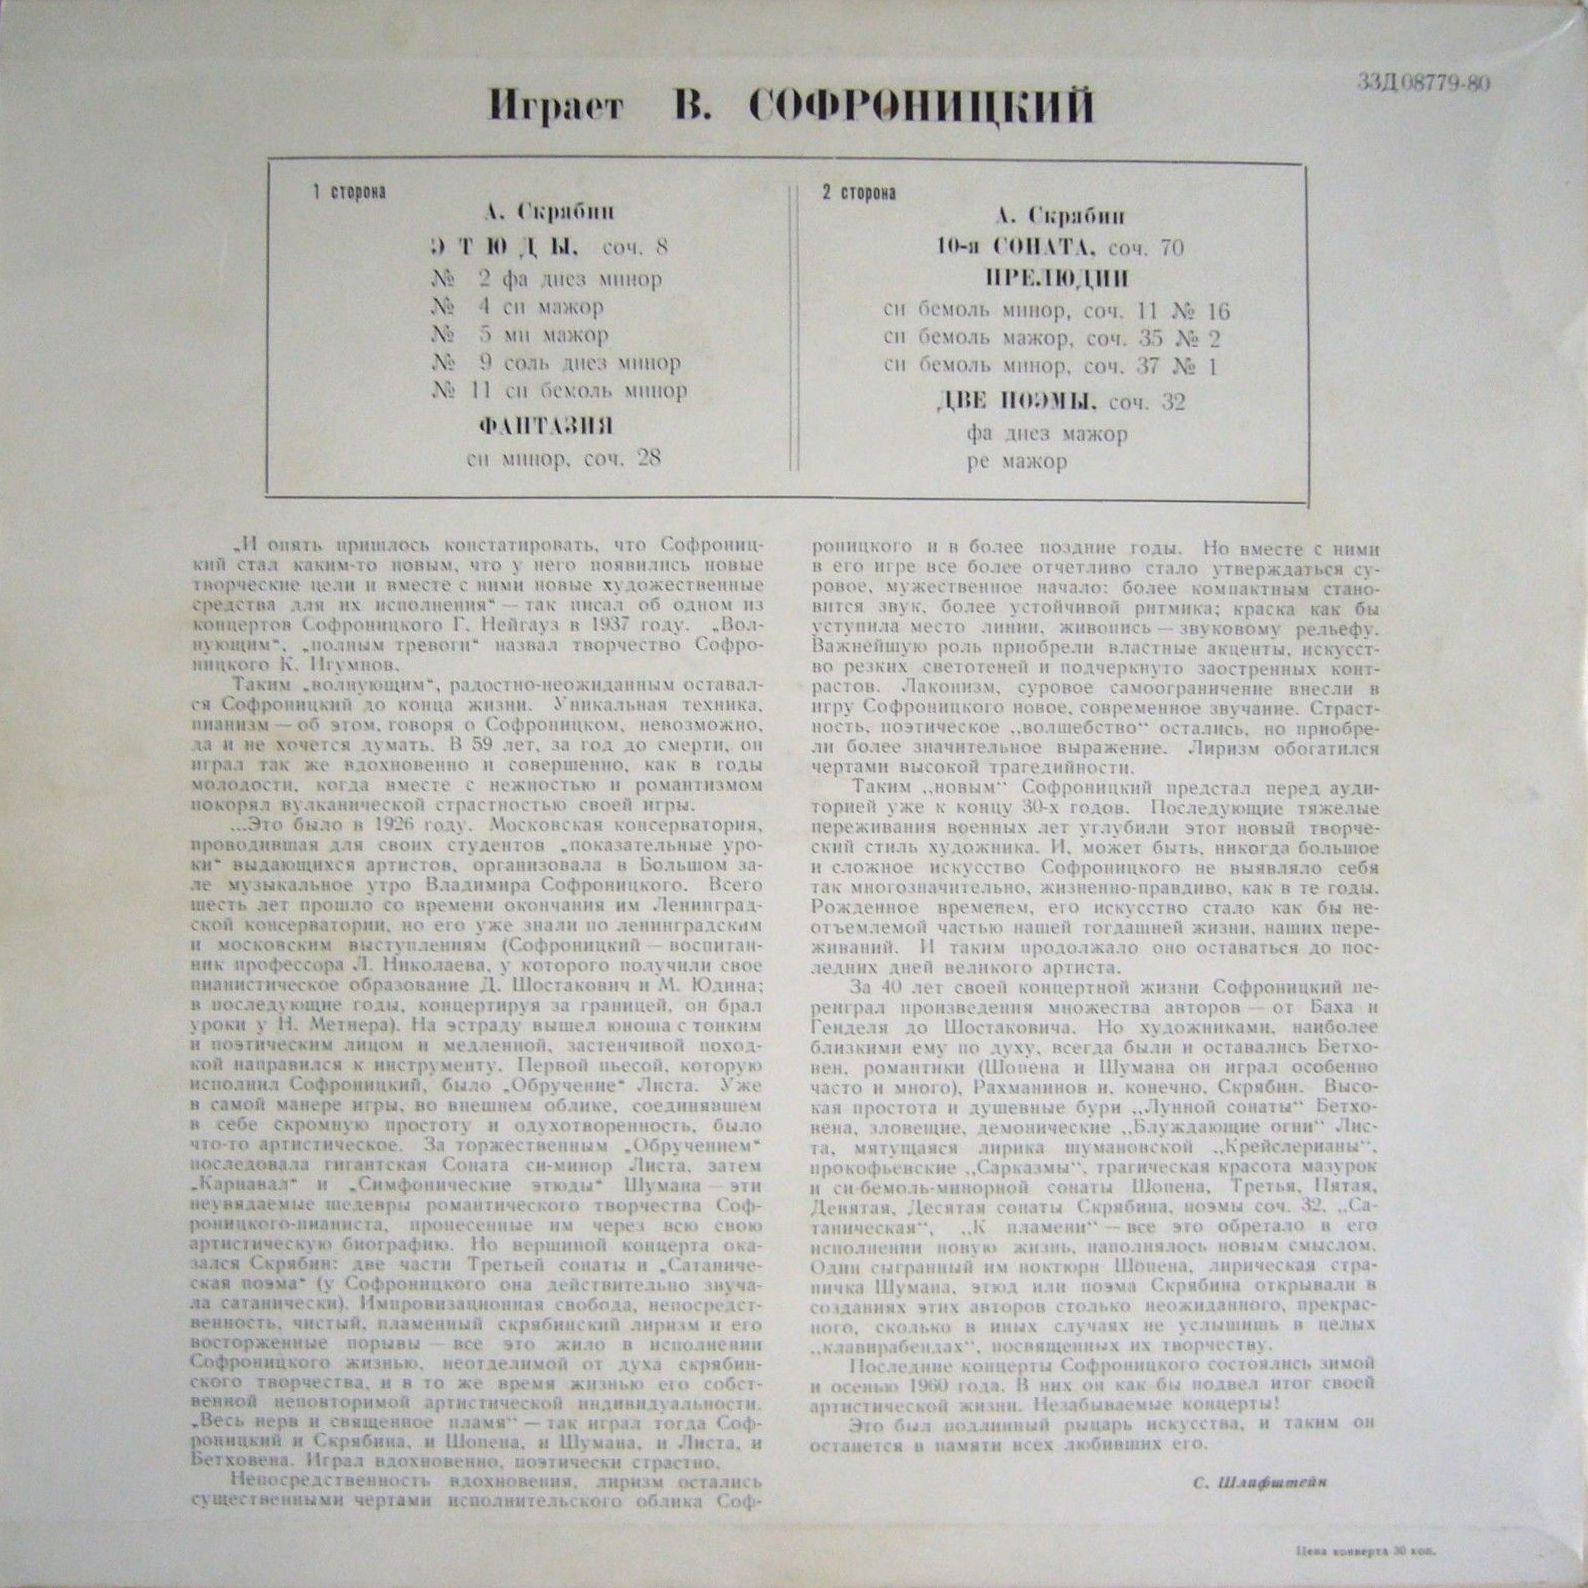 33Д08779-80
Играет В. СОФРОНИЦКИЙ
1 сторона
А. Скрябин
ЭТЮДЫ, соч. 8
№ 2 фа диез минор
№ 4 си мажор
№ 5 ми мажор
№ 9 соль диез минор
№ 11 си бемоль минор
ФАНТАЗИЯ
си минор, соч. 28
2 сторона
А. Скрябин
10-я СОНАТА, соч. 70
ПРЕЛЮДИИ
си бемоль минор, соч. 11 № 16
си бемоль мажор, соч. 35 № 2
си бемоль минор, соч. 37 № 1
ДВЕ ПОЭМЫ, соч. 32
фа диез мажор
ре мажор
„И опять пришлось констатировать, что Софрониц-
кий стал каким-то новым, что у него появились новые
творческие цели и вместе с ними новые художественные
средства для их исполнения“ — так писал об одном из
концертов Софроницкого Г. Нейгауз в 1937 году. „Вол-
нующим“, „полным тревоги“ назвал творчество Софро-
ницкого К. Игумнов.
Таким „волнующим“, радостно-неожиданным оставал-
ся Софроницкий до конца жизни. Уникальная техника,
пианизм — об этом, говоря о Софроницком, невозможно,
да и не хочется думать. В 59 лет, за год до смерти, он
играл так же вдохновенно и совершенно, как в годы
молодости, когда вместе с нежностью и романтизмом
покорял вулканической страстностью своей игры.
...Это было в 1926 году. Московская консерватория,
проводившая для своих студентов „показательные уро-
ки“ выдающихся артистов, организовала в Большом за-
ле музыкальное утро Владимира Софроницкого. Всего
шесть лет прошло со времени окончания им Ленинград-
ской консерватории, но его уже знали по ленинградским
и московским выступлениям (Софроницкий — воспитан-
ник профессора Л. Николаева, у которого получили свое
пианистическое образование Д. Шостакович и М. Юдина;
в последующие годы, концертируя за границей, он брал
уроки у Н. Метнера). На эстраду вышел юноша с тонким
и поэтическим лицом и медленной, застенчивой поход-
кой направился к инструменту. Первой пьесой, которую
исполнил Софроницкий, было „Обручение“ Листа. Уже
в самой манере игры, во внешнем облике, соединявшем
в себе скромную простоту и одухотворенность, было
что-то артистическое. За торжественным „Обручением“
последовала гигантская Соната си-минор Листа, затем
„Карнавал“ и „Симфонические этюды“ Шумана — эти
неувядаемые шедевры романтического творчества Соф-
роницкого-пианиста, пронесенные им через всю свою
артистическую биографию. Но вершиной концерта ока-
зался Скрябин: две части Третьей сонаты и „Сатаниче-
ская поэма“ (у Софроницкого она действительно звуча-
ла сатанически). Импровизационная свобода, непосредст-
венность, чистый, пламенный скрябинский лиризм и его
восторженные порывы — все это жило в исполнении
Софроницкого жизнью, неотделимой от духа скрябин-
ского творчества, и в то же время жизнью его собст-
венной неповторимой артистической индивидуальности.
„Весь нерв и священное пламя“ — так играл тогда Соф-
роницкий и Скрябина, и Шопена, и Шумана, и Листа, и
Бетховена. Играл вдохновенно, поэтически страстно.
Непосредственность вдохновения, лиризм остались
существенными чертами исполнительского облика Соф-
роницкого и в более поздние годы. Но вместе с ними
в его игре все более отчетливо стало утверждаться су-
ровое, мужественное начало: более компактным стано-
вится звук, более устойчивой ритмика; краска как бы
уступила место линии, живопись — звуковому рельефу.
Важнейшую роль приобрели властные акценты, искусст-
во резких светотеней и подчеркнуто заостренных конт-
растов. Лаконизм, суровое самоограничение внесли в
игру Софроницкого новое, современное звучание. Страст-
ность, поэтическое „волшебство“ остались, но приобре-
ли более значительное выражение. Лиризм обогатился
чертами высокой трагедийности.
Таким „новым“ Софроницкий предстал перед ауди-
торией уже к концу 30-х годов. Последующие тяжелые
переживания военных лет углубили этот новый творче-
ский стиль художника. И, может быть, никогда большое
и сложное искусство Софроницкого не выявляло себя
так многозначительно, жизненно-правдиво, как в те годы.
Рожденное временем, его искусство стало как бы не-
отъемлемой частью нашей тогдашней жизни, наших пере-
живаний. И таким продолжало оно оставаться до пос-
ледних дней великого артиста.
За 40 лет своей концертной жизни Софроницкий пе-
реиграл произведения множества авторов — от Баха и
Генделя до Шостаковича. Но художниками, наиболее
близкими ему по духу, всегда были и оставались Бетхо-
вен, романтики (Шопена и Шумана он играл особенно
часто и много), Рахманинов и, конечно, Скрябин. Высо-
кая простота и душевные бури „Лунной сонаты“ Бетхо-
вена, зловещие, демонические „Блуждающие огни“ Лис-
та, мятущаяся лирика шумановской „Крейслерианы“,
прокофьевские „Сарказмы“, трагическая красота мазурок
и си-бемоль-минорной сонаты Шопена, Третья, Пятая,
Девятая, Десятая сонаты Скрябина, поэмы соч. 32, „Са-
таническая“, „К пламени“ — все это обретало в его
исполнении новую жизнь, наполнялось новым смыслом.
Один сыгранный им ноктюрн Шопена, лирическая стра-
ничка Шумана, этюд или поэма Скрябина открывали в
созданиях этих авторов столько неожиданного, прекрас-
ного, сколько в иных случаях не услышишь в целых
„клавирабендах“, посвященных их творчеству.
Последние концерты Софроницкого состоялись зимой
и осенью 1960 года. В них он как бы подвел итог своей
артистической жизни. Незабываемые концерты!
Это был подлинный рыцарь искусства, и таким он
останется в памяти всех любивших его.
С. Шлифштейн
Цена конверта 30 коп.